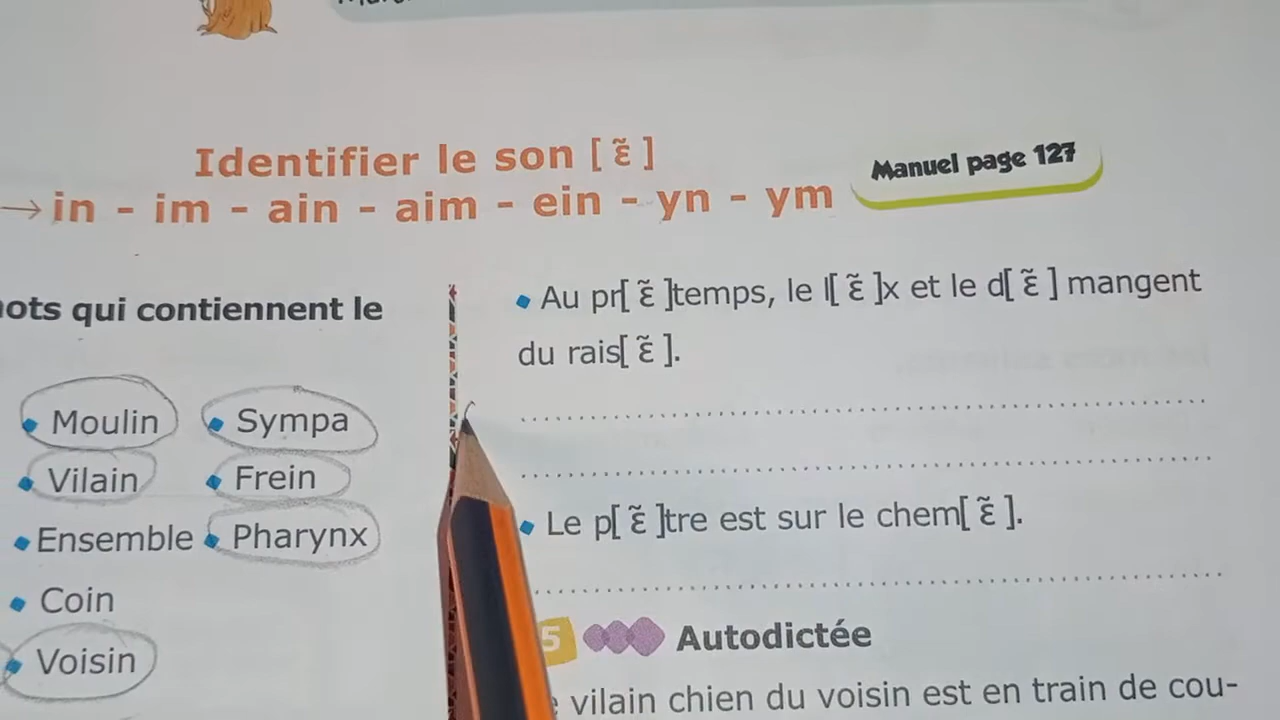 Identifier le son [ ɛ̃ ]
→ in - im - ain - aim - ein - yn - ym
Manuel page 127
mots qui contiennent le
• Moulin
• Sympa
• Vilain
• Frein
• Ensemble
• Pharynx
• Coin
• Voisin
• Au pr[ ɛ̃ ]temps, le l[ ɛ̃ ]x et le d[ ɛ̃ ] mangent
du rais[ ɛ̃ ].
• Le p[ ɛ̃ ]tre est sur le chem[ ɛ̃ ].
5 Autodictée
vilain chien du voisin est en train de cou-